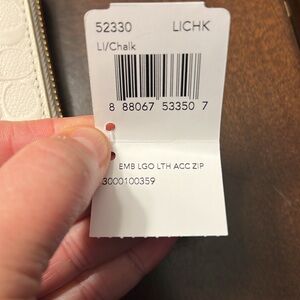 52330 LICHK
LI/Chalk
8 88067 53350 7
EMB LGO LTH ACC ZIP
3000100359